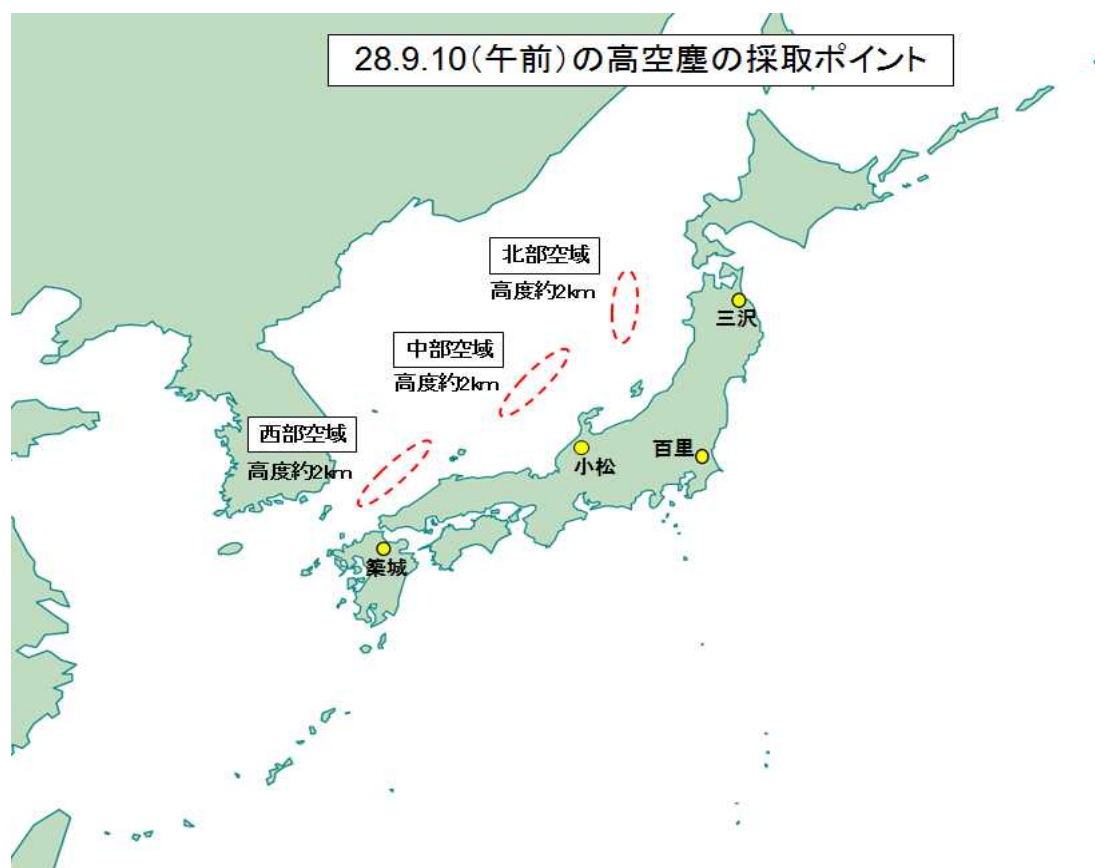 28.9.10(午前)の高空塵の採取ポイント
北部空域
高度約2km
三沢
中部空域
高度約2km
西部空域
高度約2km
小松
百里
築城